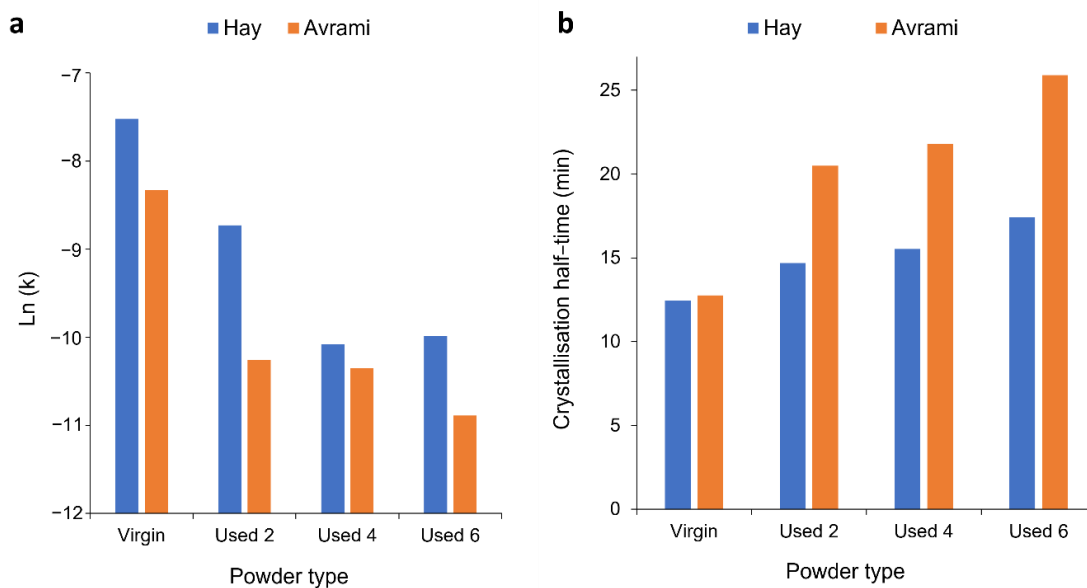 a
Hay Avrami
−7
−8
−9
−10
−11
−12
Ln (k)
Virgin Used 2 Used 4 Used 6
Powder type
b
Hay Avrami
25
20
15
10
5
0
Crystallisation half−time (min)
Virgin Used 2 Used 4 Used 6
Powder type